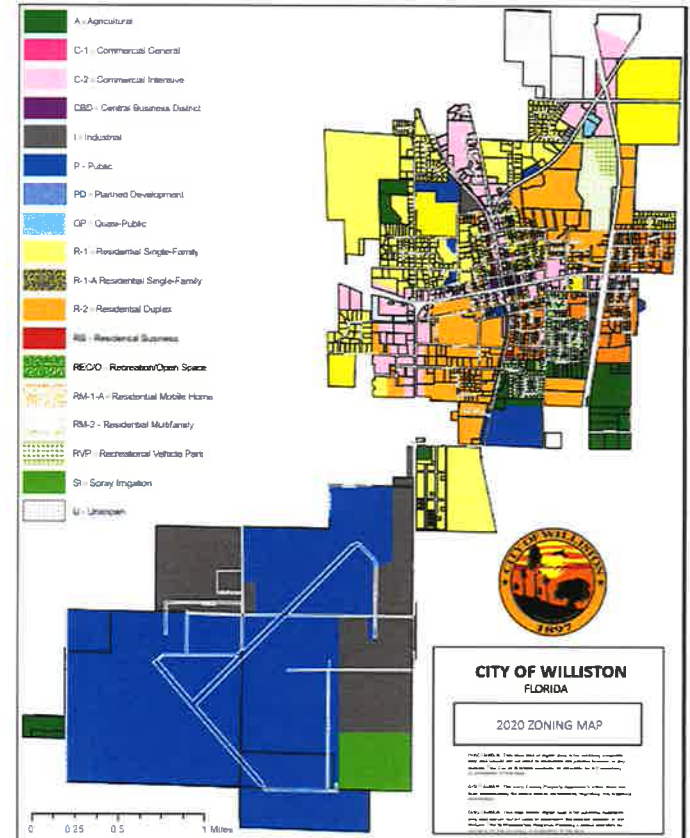 A - Agricultural
C-1 - Commercial General
C-2 - Commercial Intensive
CBD - Central Business District
I - Industrial
P - Public
PD - Planned Development
QP - Quasi-Public
R-1 - Residential Single-Family
R-1-A Residential Single-Family
R-2 - Residential Duplex
RB - Residential Business
REC/O - Recreation/Open Space
RM-1-A - Residential Mobile Home
RM-2 - Residential Multifamily
RVP - Recreational Vehicle Park
SI - Spray Irrigation
U - Unknown
CITY OF WILLISTON
1897
CITY OF WILLISTON
FLORIDA
2020 ZONING MAP
0 0.25 0.5 1 Miles